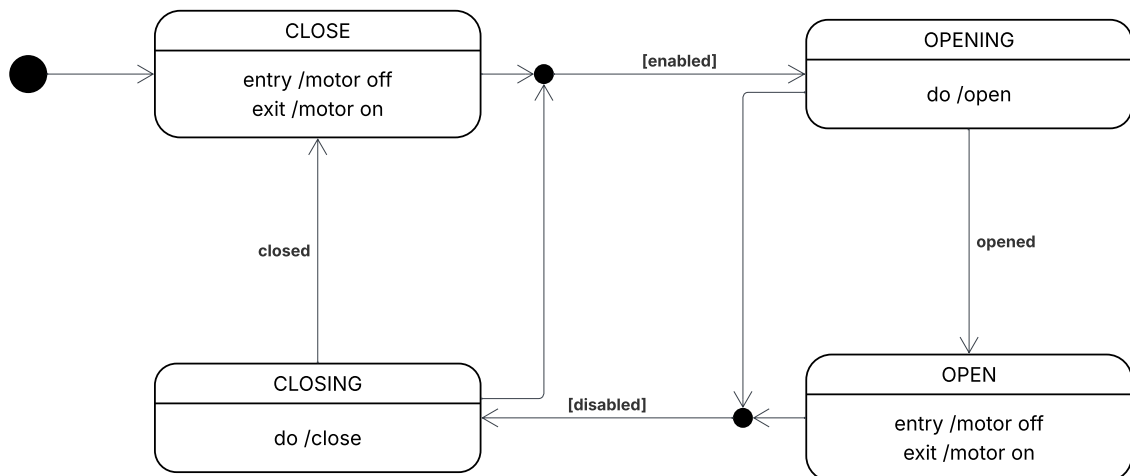 CLOSE
entry /motor off
exit /motor on
[enabled]
OPENING
do /open
closed
opened
CLOSING
do /close
[disabled]
OPEN
entry /motor off
exit /motor on